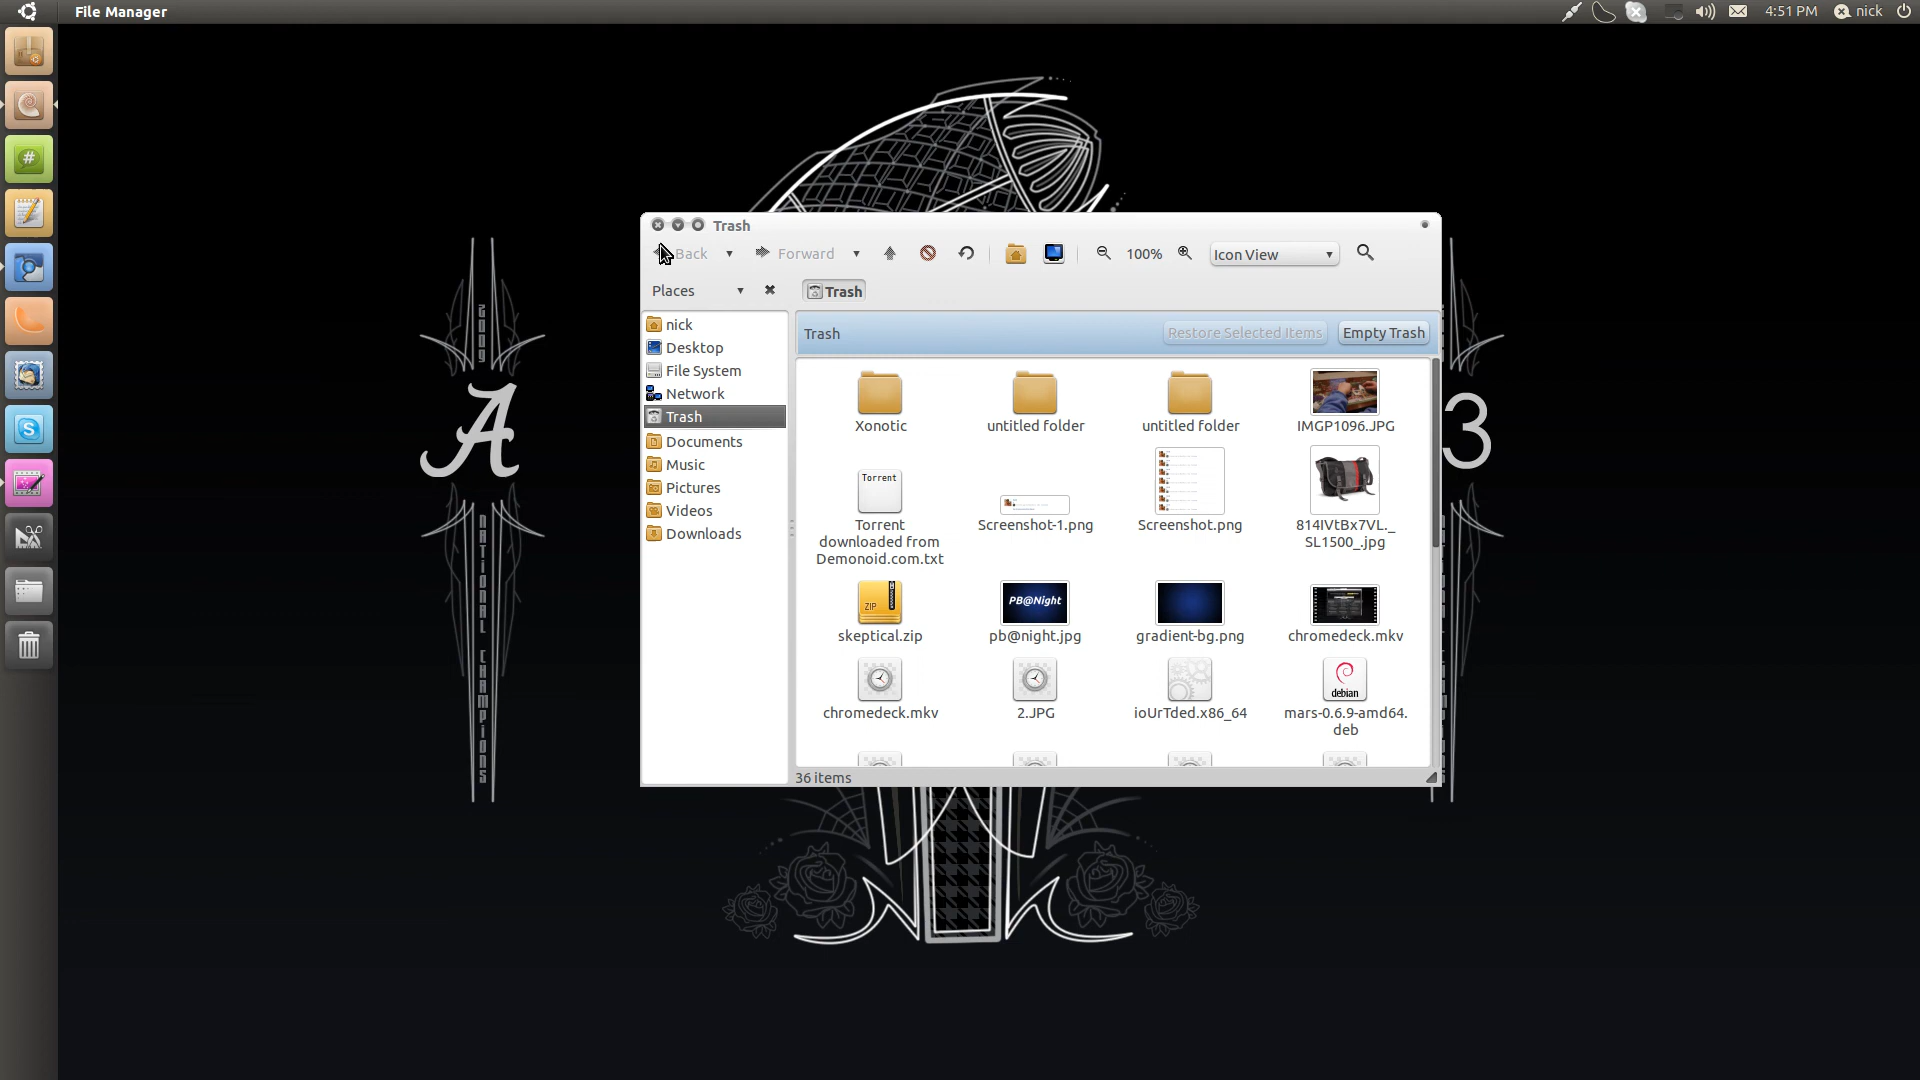 File Manager
4:51 PM
nick
Trash
Back
Forward
100%
Icon View
Places
Trash
nick
Desktop
File System
Network
Trash
Documents
Music
Pictures
Videos
Downloads
Trash
Restore Selected Items
Empty Trash
Xonotic
untitled folder
untitled folder
IMGP1096.JPG
Torrent
Torrent
downloaded from
Demonoid.com.txt
Screenshot-1.png
Screenshot.png
814IVtBx7VL._
SL1500_.jpg
ZIP
skeptical.zip
PB@Night
pb@night.jpg
gradient-bg.png
chromedeck.mkv
chromedeck.mkv
2.JPG
ioUrTded.x86_64
debian
mars-0.6.9-amd64.
deb
36 items
2009
A
NATIONAL CHAMPIONS
3
#
S